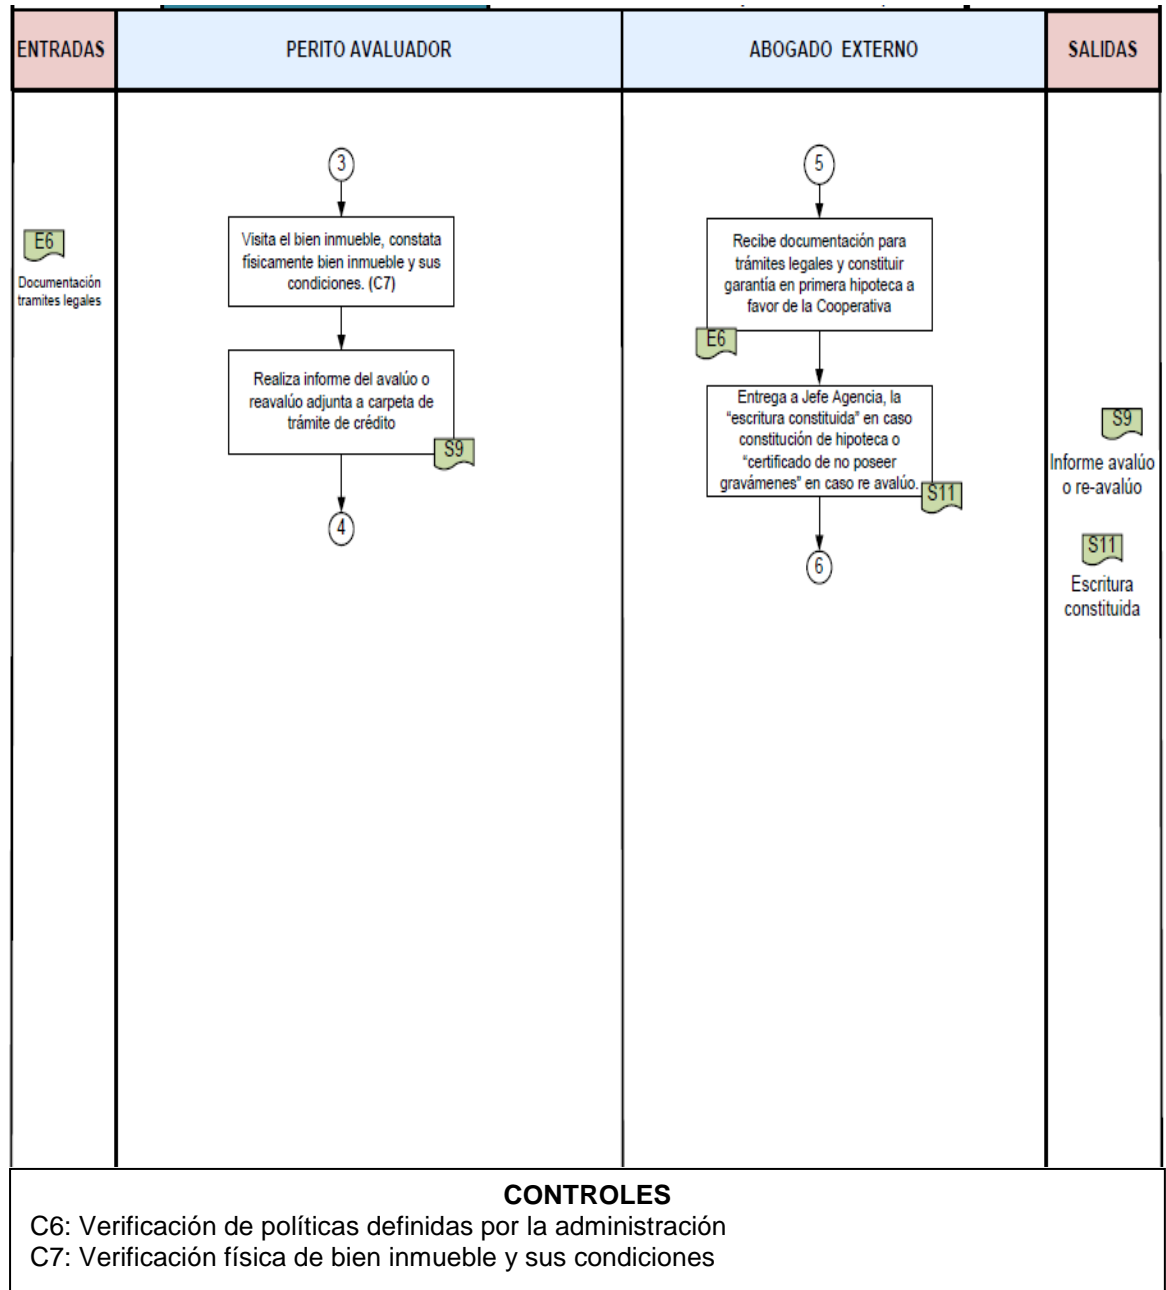 ENTRADAS
PERITO AVALUADOR
ABOGADO EXTERNO
SALIDAS
E6
Documentación
tramites legales
3
Visita el bien inmueble, constata
físicamente bien inmueble y sus
condiciones. (C7)
Realiza informe del avalúo o
reavalúo adjunta a carpeta de
trámite de crédito
S9
4
5
Recibe documentación para
trámites legales y constituir
garantía en primera hipoteca a
favor de la Cooperativa
E6
Entrega a Jefe Agencia, la
“escritura constituida” en caso
constitución de hipoteca o
“certificado de no poseer
gravámenes” en caso re avalúo.
S11
6
S9
Informe avalúo
o re-avalúo
S11
Escritura
constituida
CONTROLES
C6: Verificación de políticas definidas por la administración
C7: Verificación física de bien inmueble y sus condiciones